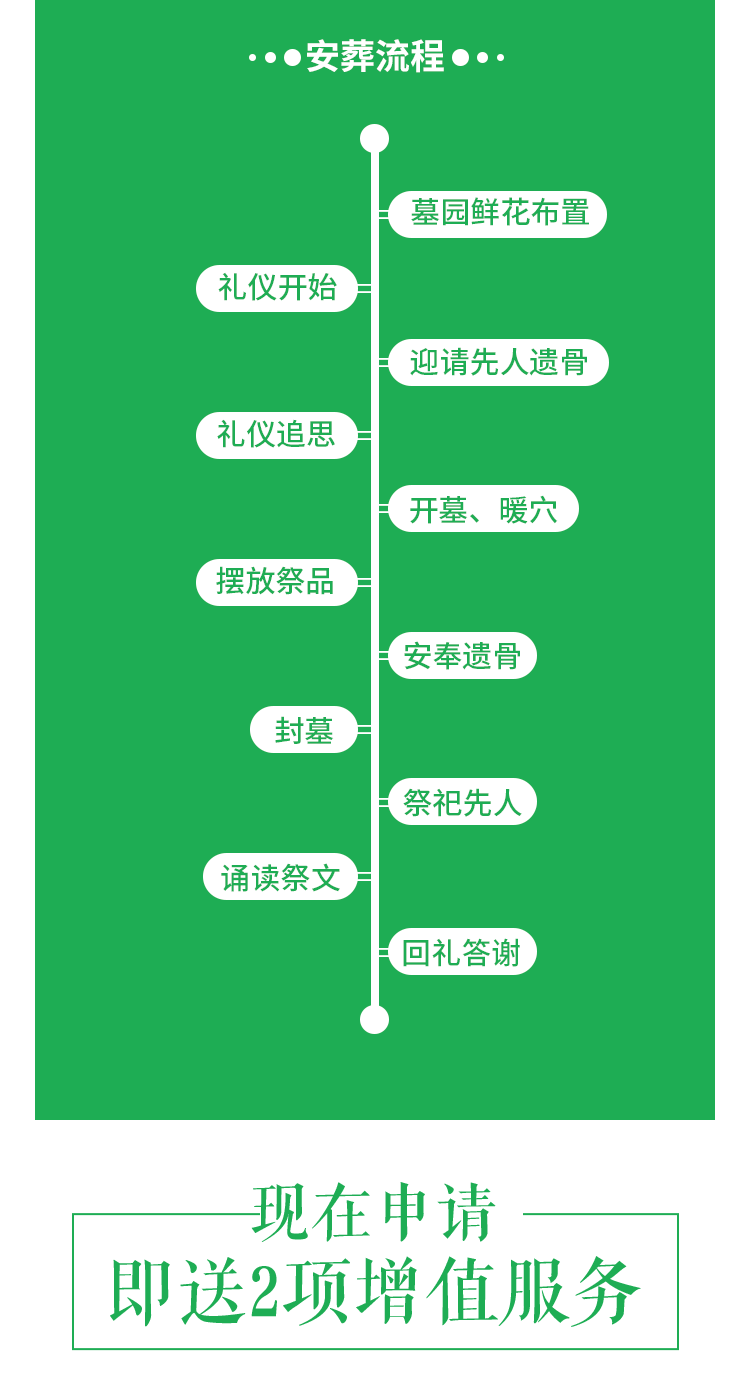 安葬流程
墓园鲜花布置
礼仪开始
迎请先人遗骨
礼仪追思
开墓、暖穴
摆放祭品
安奉遗骨
封墓
祭祀先人
诵读祭文
回礼答谢
现在申请
即送2项增值服务